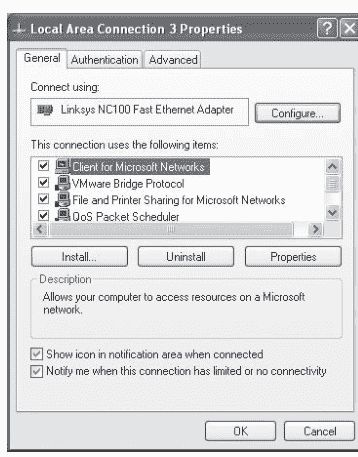 Local Area Connection 3 Properties
General Authentication Advanced
Connect using:
Linksys NC100 Fast Ethernet Adapter Configure...
This connection uses the following items:
Client for Microsoft Networks
VMware Bridge Protocol
File and Printer Sharing for Microsoft Networks
QoS Packet Scheduler
Install... Uninstall Properties
Description
Allows your computer to access resources on a Microsoft
network.
Show icon in notification area when connected
Notify me when this connection has limited or no connectivity
OK Cancel